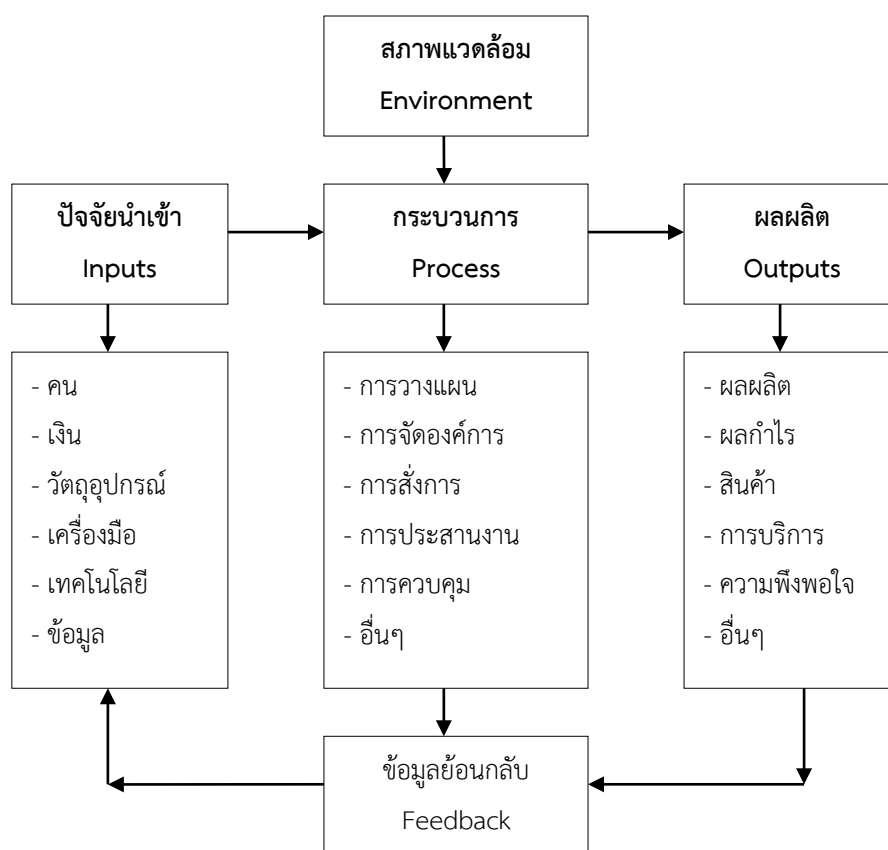 สภาพแวดล้อม
Environment
ปัจจัยนำเข้า
Inputs
กระบวนการ
Process
ผลผลิต
Outputs
- คน
- เงิน
- วัตถุอุปกรณ์
- เครื่องมือ
- เทคโนโลยี
- ข้อมูล
- การวางแผน
- การจัดองค์การ
- การสั่งการ
- การประสานงาน
- การควบคุม
- อื่นๆ
- ผลผลิต
- ผลกำไร
- สินค้า
- การบริการ
- ความพึงพอใจ
- อื่นๆ
ข้อมูลย้อนกลับ
Feedback